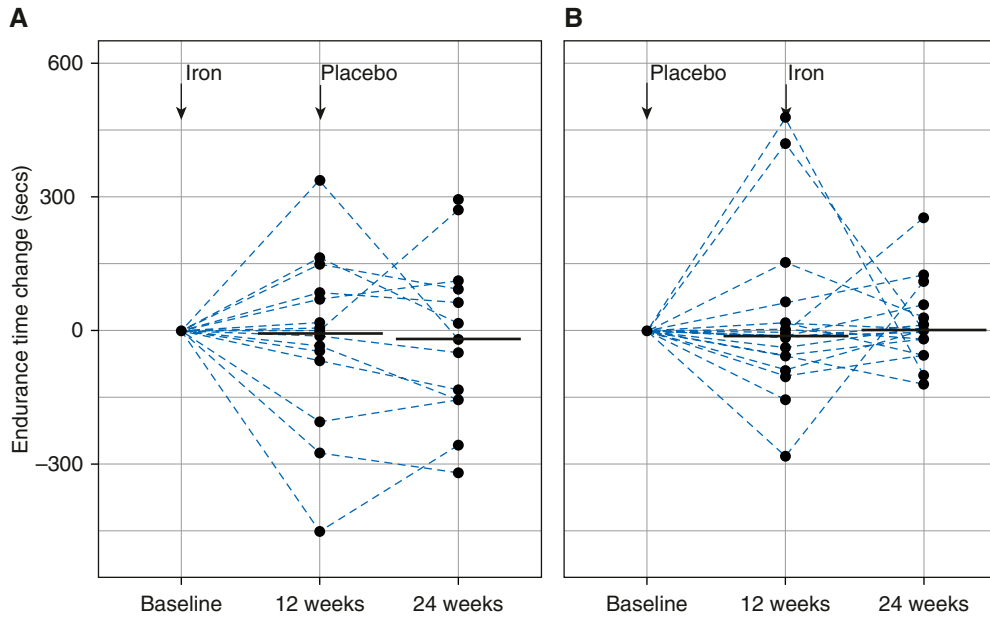 A
B
600
300
0
−300
Endurance time change (secs)
Iron
Placebo
Placebo
Iron
Baseline
12 weeks
24 weeks
Baseline
12 weeks
24 weeks